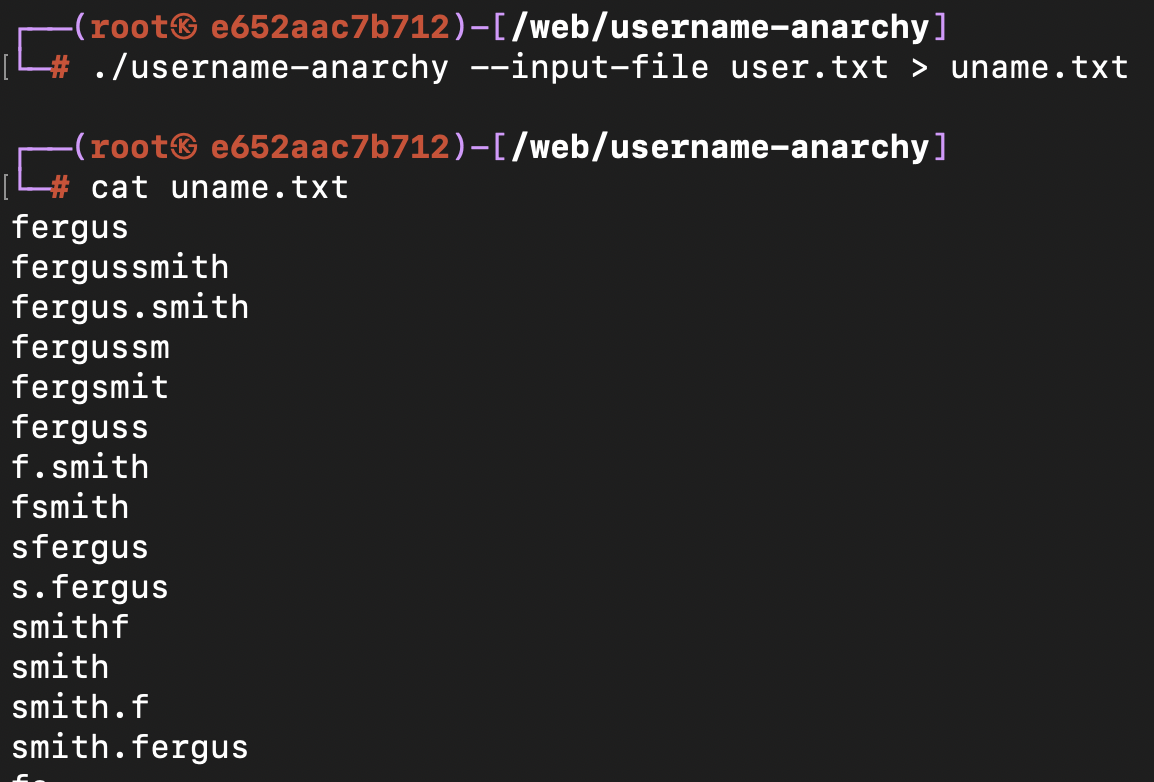 ┌──(root㉿e652aac7b712)-[/web/username-anarchy]
└─# ./username-anarchy --input-file user.txt > uname.txt
┌──(root㉿e652aac7b712)-[/web/username-anarchy]
└─# cat uname.txt
fergus
fergussmith
fergus.smith
fergussm
fergsmit
ferguss
f.smith
fsmith
sfergus
s.fergus
smithf
smith
smith.f
smith.fergus